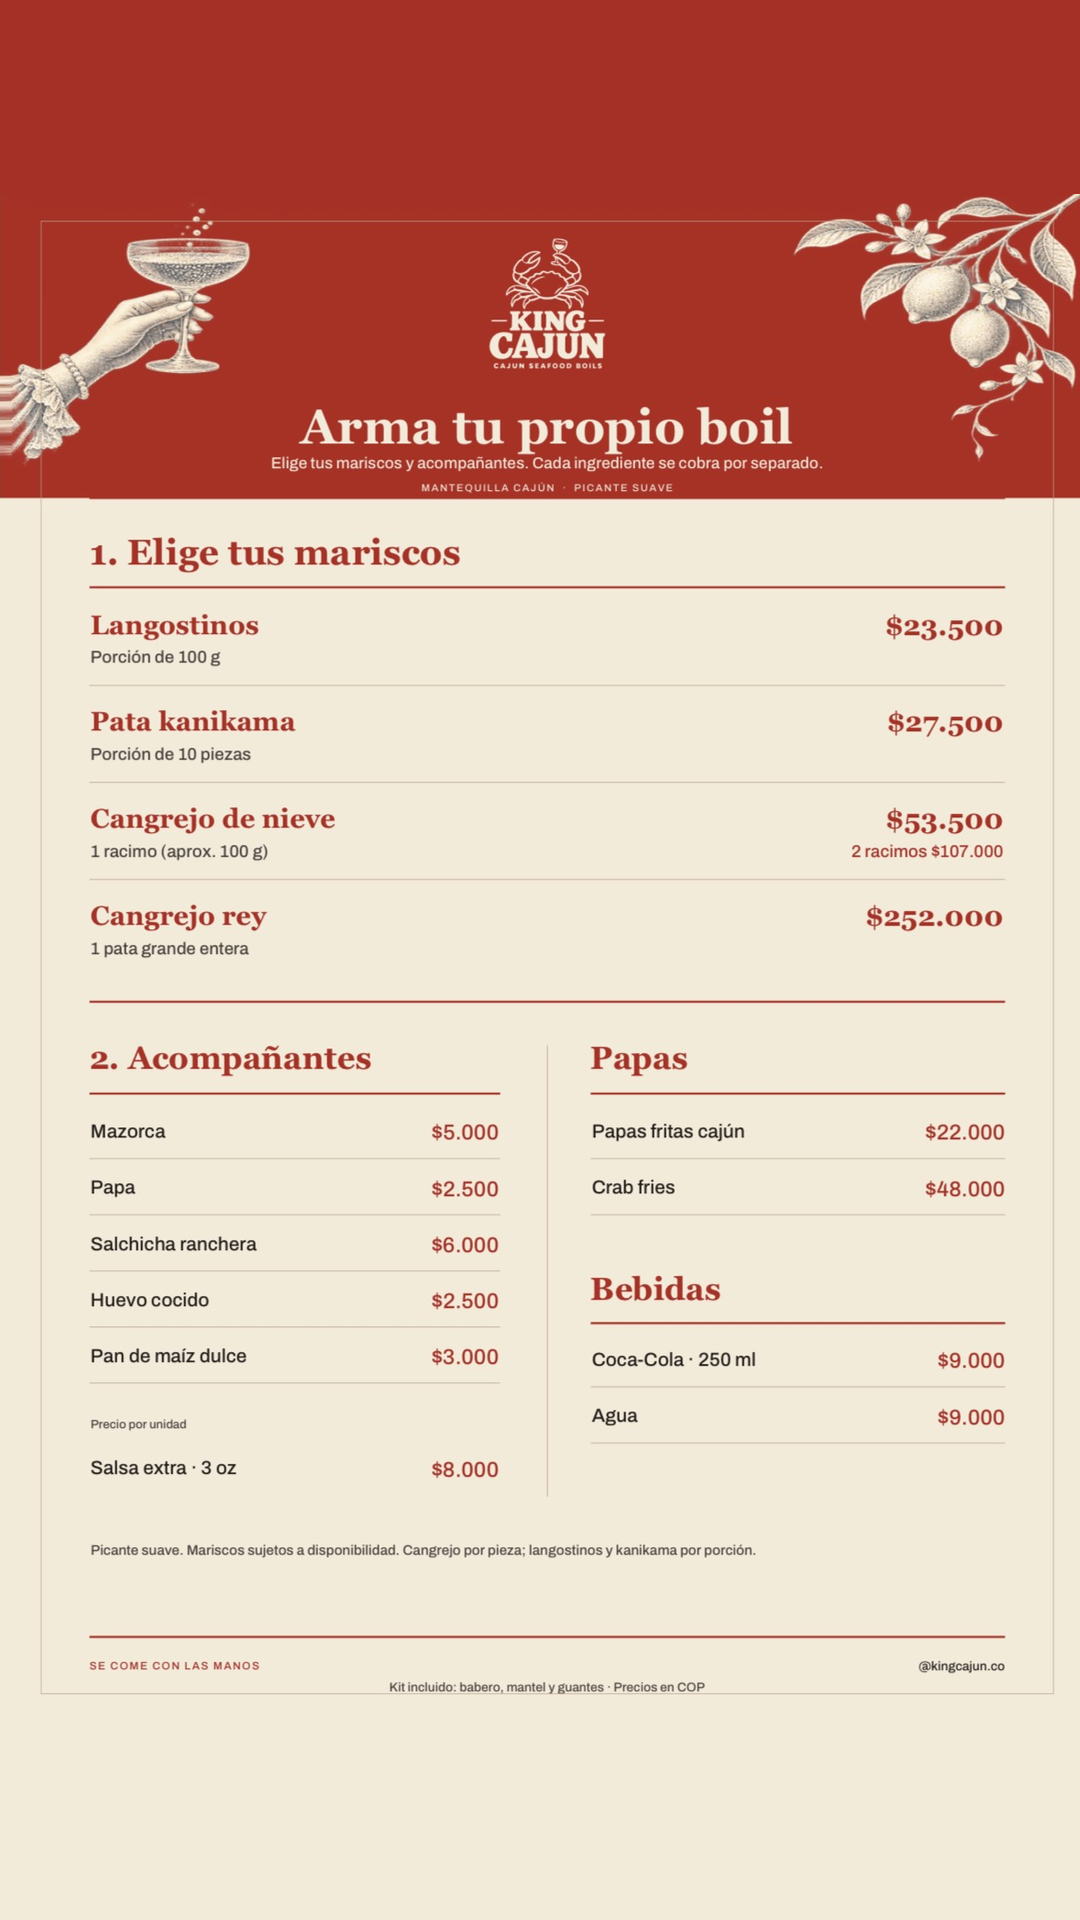 KING
CAJUN
CAJUN SEAFOOD BOILS
Arma tu propio boil
Elige tus mariscos y acompañantes. Cada ingrediente se cobra por separado.
MANTEQUILLA CAJÚN · PICANTE SUAVE
1. Elige tus mariscos
Langostinos $23.500
Porción de 100 g
Pata kanikama $27.500
Porción de 10 piezas
Cangrejo de nieve $53.500
1 racimo (aprox. 100 g) 2 racimos $107.000
Cangrejo rey $252.000
1 pata grande entera
2. Acompañantes
Mazorca $5.000
Papa $2.500
Salchicha ranchera $6.000
Huevo cocido $2.500
Pan de maíz dulce $3.000
Precio por unidad
Salsa extra · 3 oz $8.000
Papas
Papas fritas cajún $22.000
Crab fries $48.000
Bebidas
Coca-Cola · 250 ml $9.000
Agua $9.000
Picante suave. Mariscos sujetos a disponibilidad. Cangrejo por pieza; langostinos y kanikama por porción.
SE COME CON LAS MANOS @kingcajun.co
Kit incluido: babero, mantel y guantes · Precios en COP